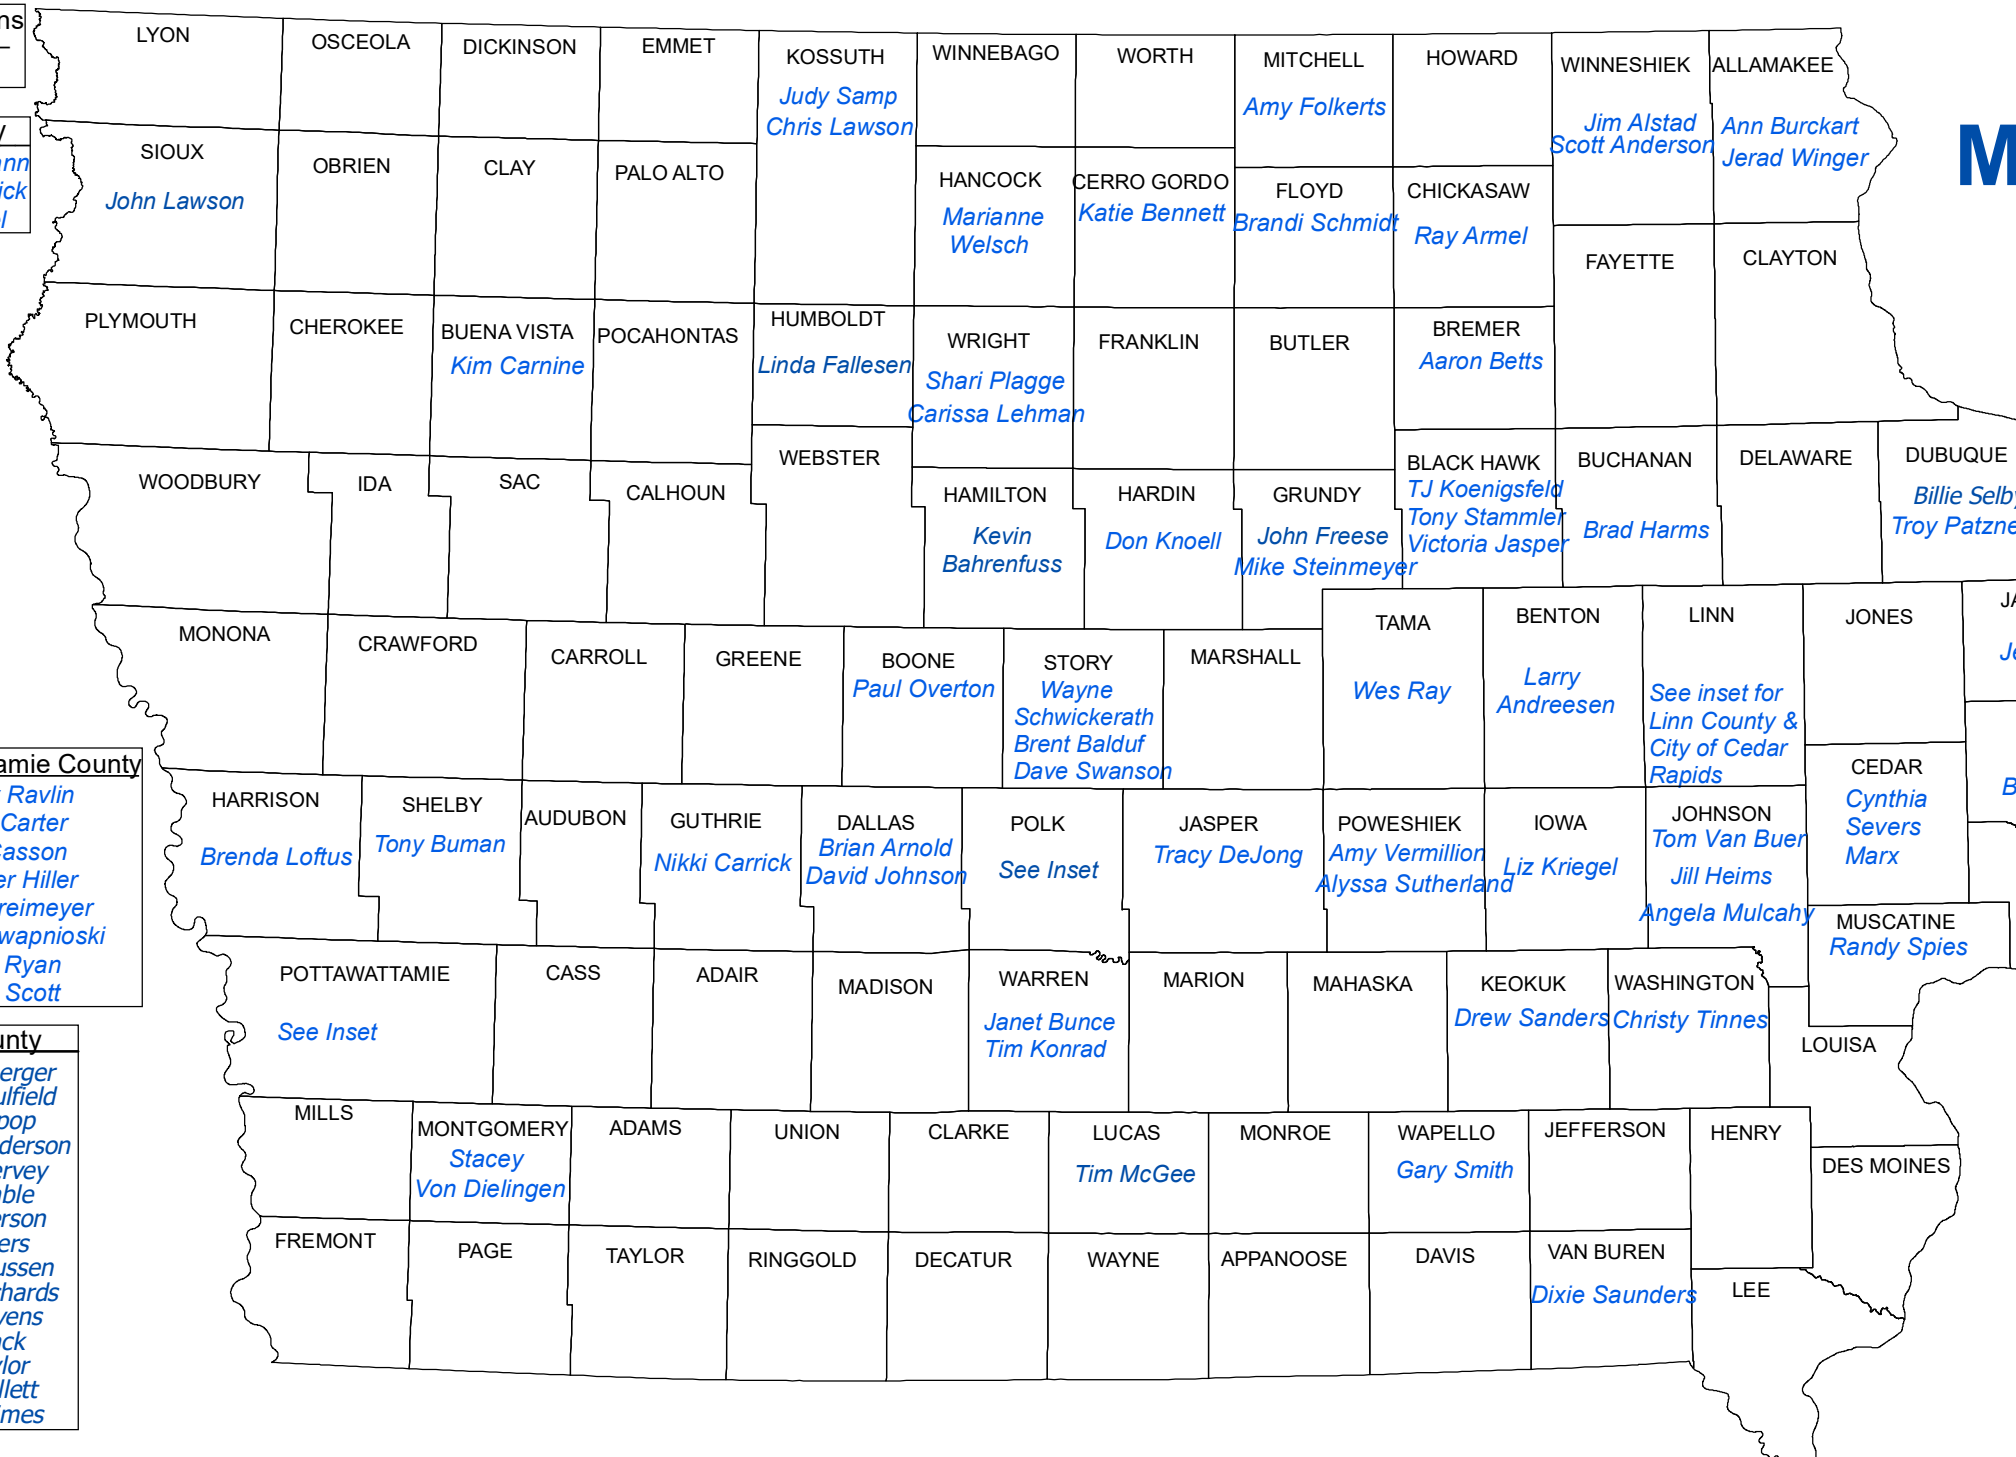 LYON
OSCEOLA
DICKINSON
EMMET
KOSSUTH
Judy Samp
Chris Lawson
WINNEBAGO
WORTH
MITCHELL
Amy Folkerts
HOWARD
WINNESHIEK
Jim Alstad
Scott Anderson
ALLAMAKEE
Ann Burckart
Jerad Winger
SIOUX
John Lawson
OBRIEN
CLAY
PALO ALTO
HANCOCK
Marianne
Welsch
CERRO GORDO
Katie Bennett
FLOYD
Brandi Schmidt
CHICKASAW
Ray Armel
FAYETTE
CLAYTON
PLYMOUTH
CHEROKEE
BUENA VISTA
Kim Carnine
POCAHONTAS
HUMBOLDT
Linda Fallesen
WRIGHT
Shari Plagge
Carissa Lehman
FRANKLIN
BUTLER
BREMER
Aaron Betts
WOODBURY
IDA
SAC
CALHOUN
WEBSTER
HAMILTON
Kevin
Bahrenfuss
HARDIN
Don Knoell
GRUNDY
John Freese
Mike Steinmeyer
BLACK HAWK
TJ Koenigsfeld
Tony Stammler
Victoria Jasper
BUCHANAN
Brad Harms
DELAWARE
DUBUQUE
Billie
Troy
MONONA
CRAWFORD
CARROLL
GREENE
BOONE
Paul Overton
STORY
Wayne
Schwickerath
Brent Balduf
Dave Swanson
MARSHALL
TAMA
Wes Ray
BENTON
Larry
Andreesen
LINN
See inset for
Linn County &
City of Cedar
Rapids
JONES
CEDAR
Cynthia
Severs
Marx
HARRISON
Brenda Loftus
SHELBY
Tony Buman
AUDUBON
GUTHRIE
Nikki Carrick
DALLAS
Brian Arnold
David Johnson
POLK
See Inset
JASPER
Tracy DeJong
POWESHIEK
Amy Vermillion
Alyssa Sutherland
IOWA
Liz Kriegel
JOHNSON
Tom Van Buer
Jill Heims
Angela Mulcahy
MUSCATINE
Randy Spies
County
Ravlin
Carter
Hiller
Ryan
Scott
POTTAWATTAMIE
See Inset
CASS
ADAIR
MADISON
WARREN
Janet Bunce
Tim Konrad
MARION
MAHASKA
KEOKUK
Drew Sanders
WASHINGTON
Christy Tinnes
LOUISA
MILLS
MONTGOMERY
Stacey
Von Dielingen
ADAMS
UNION
CLARKE
LUCAS
Tim McGee
MONROE
WAPELLO
Gary Smith
JEFFERSON
HENRY
DES MOINES
FREMONT
PAGE
TAYLOR
RINGGOLD
DECATUR
WAYNE
APPANOOSE
DAVIS
VAN BUREN
Dixie Saunders
LEE